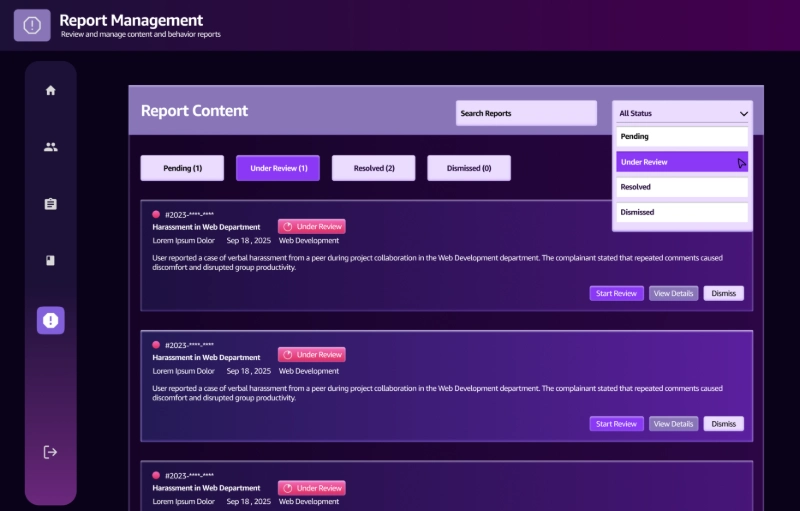 Report Management
Review and manage content and behavior reports
Report Content
Search Reports
All Status
Pending
Under Review
Resolved
Dismissed
Pending (1)
Under Review (1)
Resolved (2)
Dismissed (0)
#2023-****-****
Harassment in Web Department
Under Review
Lorem Ipsum Dolor Sep 18 , 2025 Web Development
User reported a case of verbal harassment from a peer during project collaboration in the Web Development department. The complainant stated that repeated comments caused
discomfort and disrupted group productivity.
Start Review
View Details
Dismiss
#2023-****-****
Harassment in Web Department
Under Review
Lorem Ipsum Dolor Sep 18 , 2025 Web Development
User reported a case of verbal harassment from a peer during project collaboration in the Web Development department. The complainant stated that repeated comments caused
discomfort and disrupted group productivity.
Start Review
View Details
Dismiss
#2023-****-****
Harassment in Web Department
Under Review
Lorem Ipsum Dolor Sep 18 , 2025 Web Development